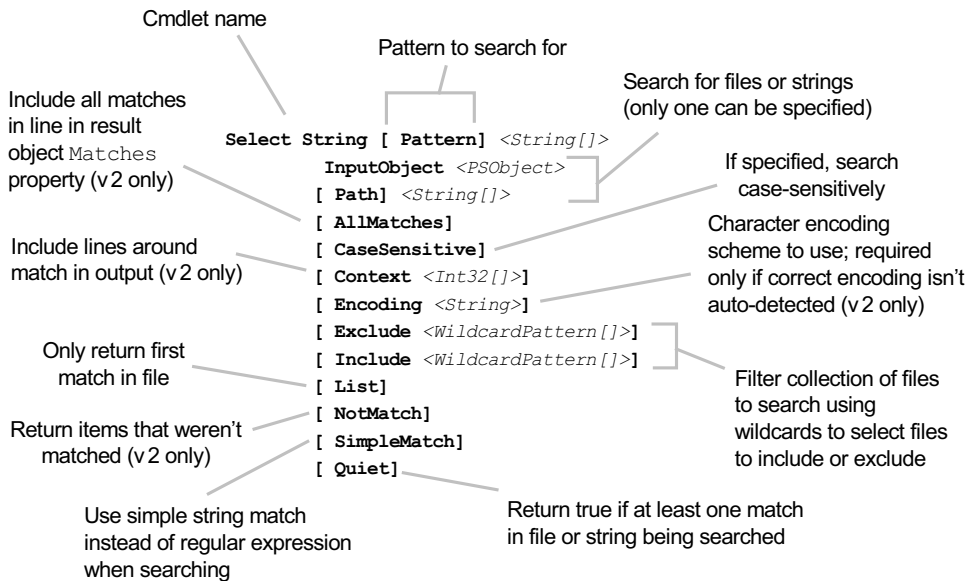 Cmdlet name
Pattern to search for
Search for files or strings
(only one can be specified)
Include all matches
in line in result
object Matches
property (v2 only)
Select String [ Pattern] <String[]>
InputObject <PSObject>
[ Path] <String[]>
[ AllMatches]
[ CaseSensitive]
[ Context <Int32[]>]
[ Encoding <String>]
[ Exclude <WildcardPattern[]>]
[ Include <WildcardPattern[]>]
[ List]
[ NotMatch]
[ SimpleMatch]
[ Quiet]
If specified, search
case-sensitively
Include lines around
match in output (v2 only)
Character encoding
scheme to use; required
only if correct encoding isn't
auto-detected (v2 only)
Only return first
match in file
Filter collection of files
to search using
wildcards to select files
to include or exclude
Return items that weren't
matched (v2 only)
Use simple string match
instead of regular expression
when searching
Return true if at least one match
in file or string being searched